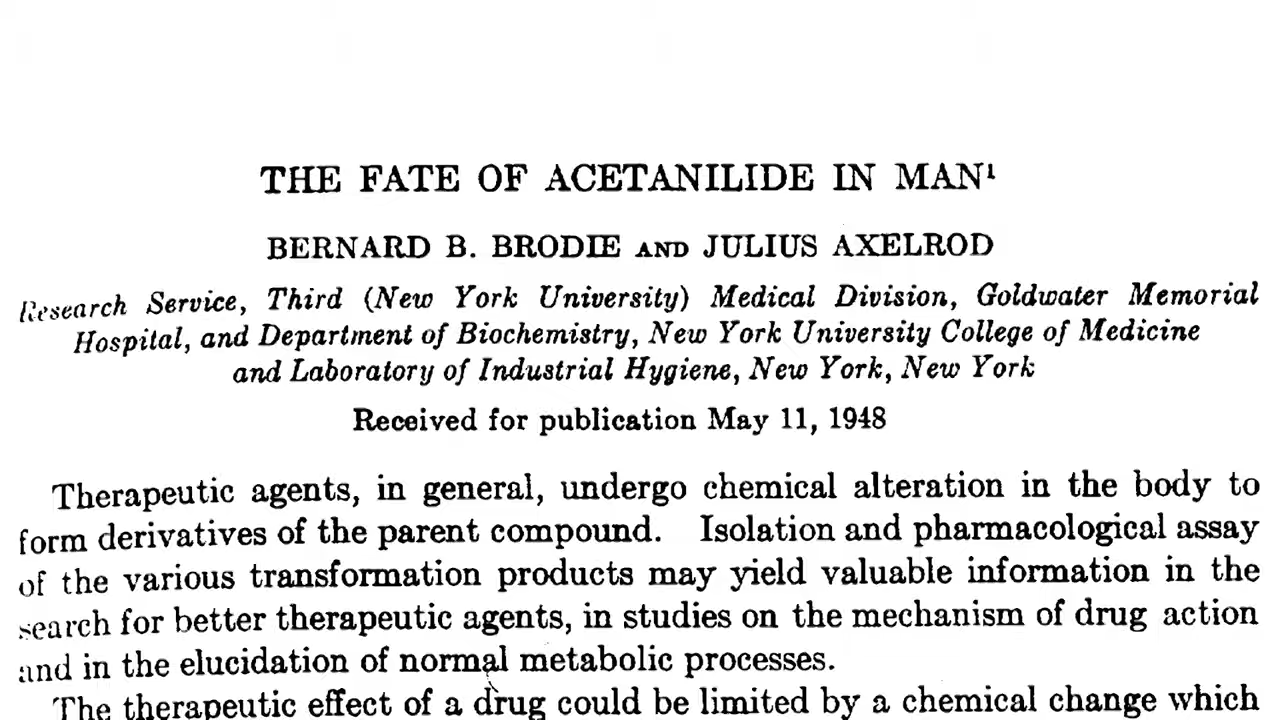 THE FATE OF ACETANILIDE IN MAN¹
BERNARD B. BRODIE AND JULIUS AXELROD
Research Service, Third (New York University) Medical Division, Goldwater Memorial
Hospital, and Department of Biochemistry, New York University College of Medicine
and Laboratory of Industrial Hygiene, New York, New York
Received for publication May 11, 1948
Therapeutic agents, in general, undergo chemical alteration in the body to
form derivatives of the parent compound. Isolation and pharmacological assay
of the various transformation products may yield valuable information in the
search for better therapeutic agents, in studies on the mechanism of drug action
and in the elucidation of normal metabolic processes.
The therapeutic effect of a drug could be limited by a chemical change which